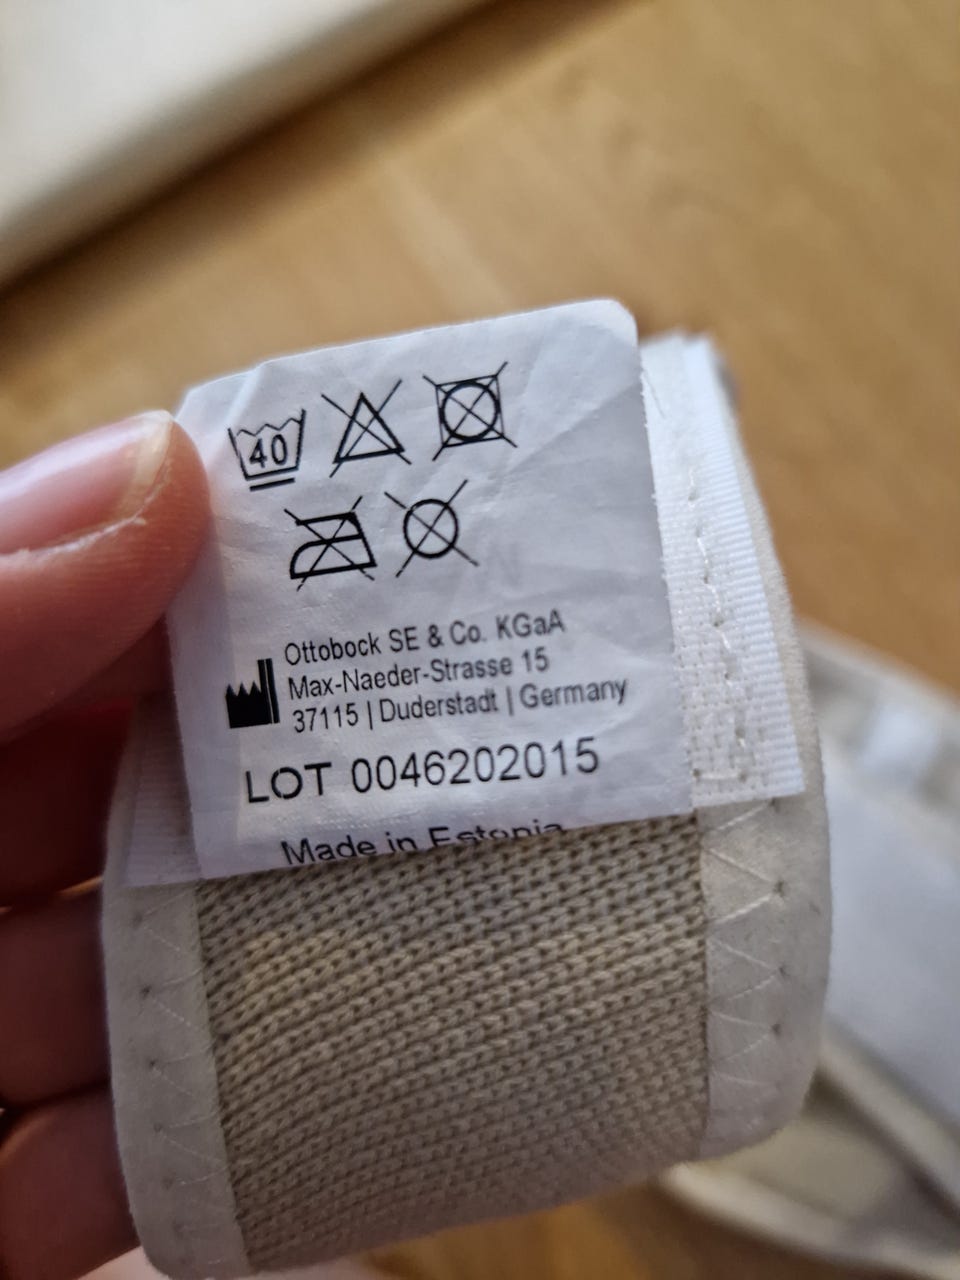 40
Ottobock SE & Co. KGaA
Max-Naeder-Strasse 15
37115 | Duderstadt | Germany
LOT 0046202015
Made in Estonia